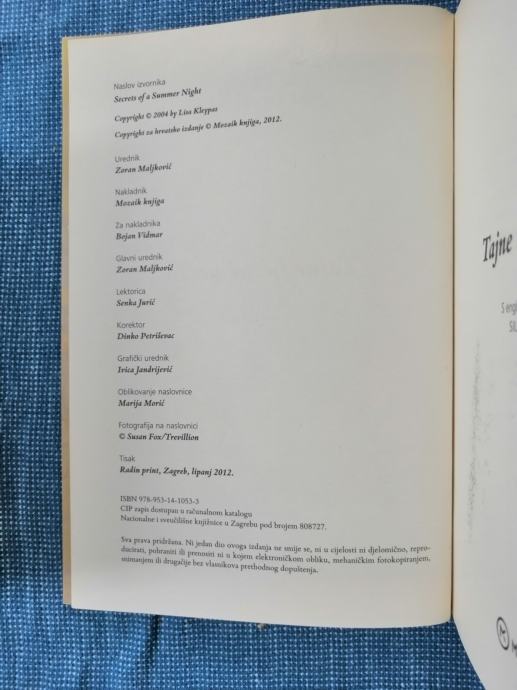 Naslov izvornika
Secrets of a Summer Night
Copyright © 2004 by Lisa Kleypas
Copyright za hrvatsko izdanje © Mozaik knjiga, 2012.
Urednik
Zoran Maljković
Nakladnik
Mozaik knjiga
Za nakladnika
Bojan Vidmar
Glavni urednik
Zoran Maljković
Lektorica
Senka Jurić
Korektor
Dinko Petriševac
Grafički urednik
Ivica Jandrijević
Oblikovanje naslovnice
Marija Morić
Fotografija na naslovnici
© Susan Fox/Trevillion
Tisak
Radin print, Zagreb, lipanj 2012.
ISBN 978-953-14-1053-3
CIP zapis dostupan u računalnom katalogu
Nacionalne i sveučilišne knjižnice u Zagrebu pod brojem 808727.
Sva prava pridržana. Ni jedan dio ovoga izdanja ne smije se, ni u cijelosti ni djelomično, repro-
ducirati, pohraniti ili prenositi ni u kojem elektroničkom obliku, mehaničkim fotokopiranjem,
snimanjem ili drugačije bez vlasnikova prethodnog dopuštenja.
Tajne
S